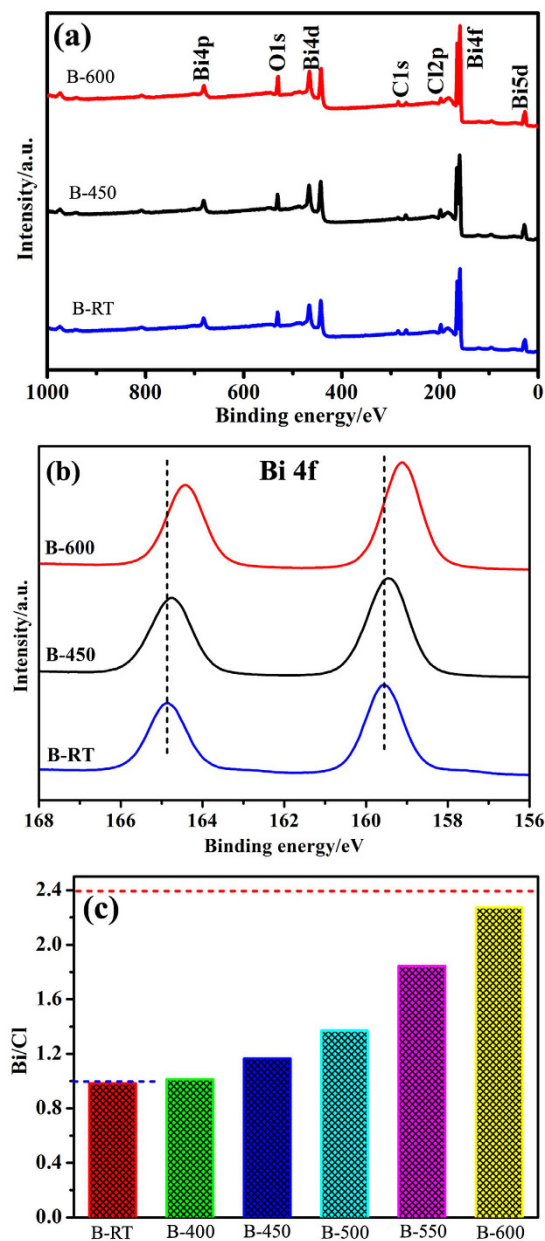 (a)
Bi4p
O1s
Bi4d
C1s
Cl2p
Bi4f
Bi5d
B-600
B-450
B-RT
Intensity/a.u.
1000 800 600 400 200 0
Binding energy/eV
(b)
Bi 4f
B-600
B-450
B-RT
Intensity/a.u.
168 166 164 162 160 158 156
Binding energy/eV
(c)
2.4
2.0
1.6
1.2
0.8
0.4
0.0
Bi/Cl
B-RT B-400 B-450 B-500 B-550 B-600